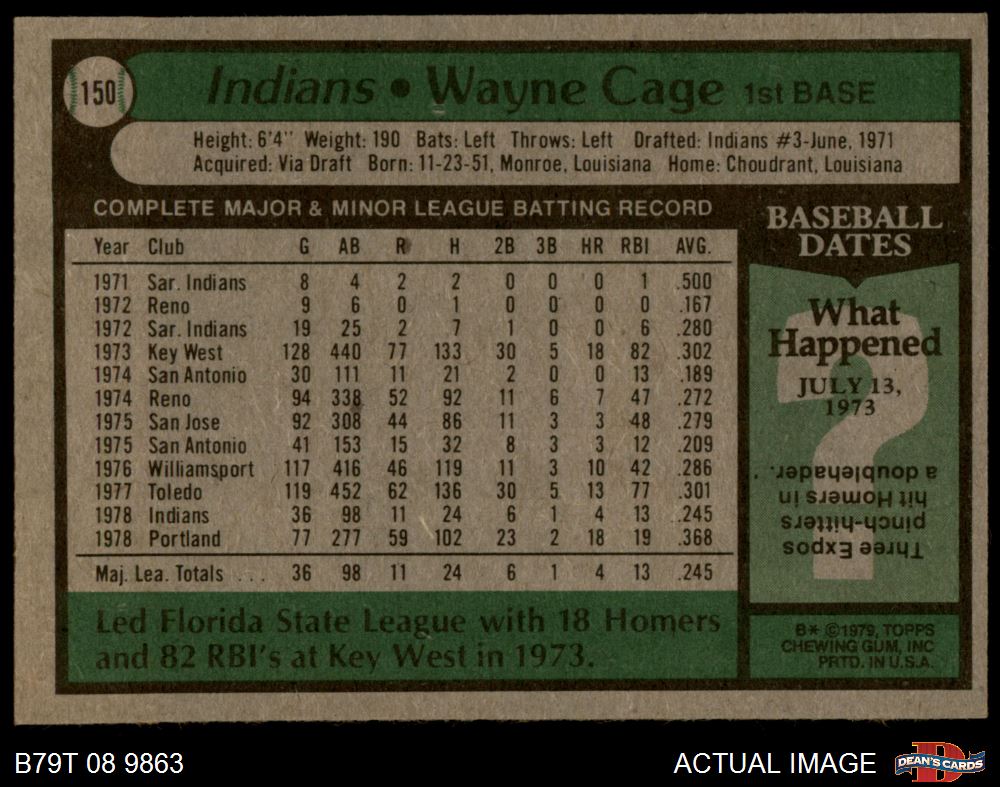 150
Indians • Wayne Cage 1st BASE
Height: 6'4" Weight: 190 Bats: Left Throws: Left Drafted: Indians #3-June, 1971
Acquired: Via Draft Born: 11-23-51, Monroe, Louisiana Home: Choudrant, Louisiana
COMPLETE MAJOR & MINOR LEAGUE BATTING RECORD
Year Club G AB R H 2B 3B HR RBI AVG.
1971 Sar. Indians 8 4 2 2 0 0 0 1 .500
1972 Reno 9 6 0 1 0 0 0 0 .167
1972 Sar. Indians 19 25 2 7 1 0 0 6 .280
1973 Key West 128 440 77 133 30 5 18 82 .302
1974 San Antonio 30 111 11 21 2 0 0 13 .189
1974 Reno 94 338 52 92 11 6 7 47 .272
1975 San Jose 92 308 44 86 11 3 3 48 .279
1975 San Antonio 41 153 15 32 8 3 3 12 .209
1976 Williamsport 117 416 46 119 11 3 10 42 .286
1977 Toledo 119 452 62 136 30 5 13 77 .301
1978 Indians 36 98 11 24 6 1 4 13 .245
1978 Portland 77 277 59 102 23 2 18 19 .368
Maj. Lea. Totals . . . 36 98 11 24 6 1 4 13 .245
Led Florida State League with 18 Homers
and 82 RBI's at Key West in 1973.
BASEBALL
DATES
What
Happened
JULY 13,
1973
Three Expos
pinch-hitters
hit Homers in
a doublehader.
B* ©1979, TOPPS
CHEWING GUM, INC
PRTD. IN U.S.A.
B79T 08 9863
ACTUAL IMAGE
D
DEAN'S CARDS